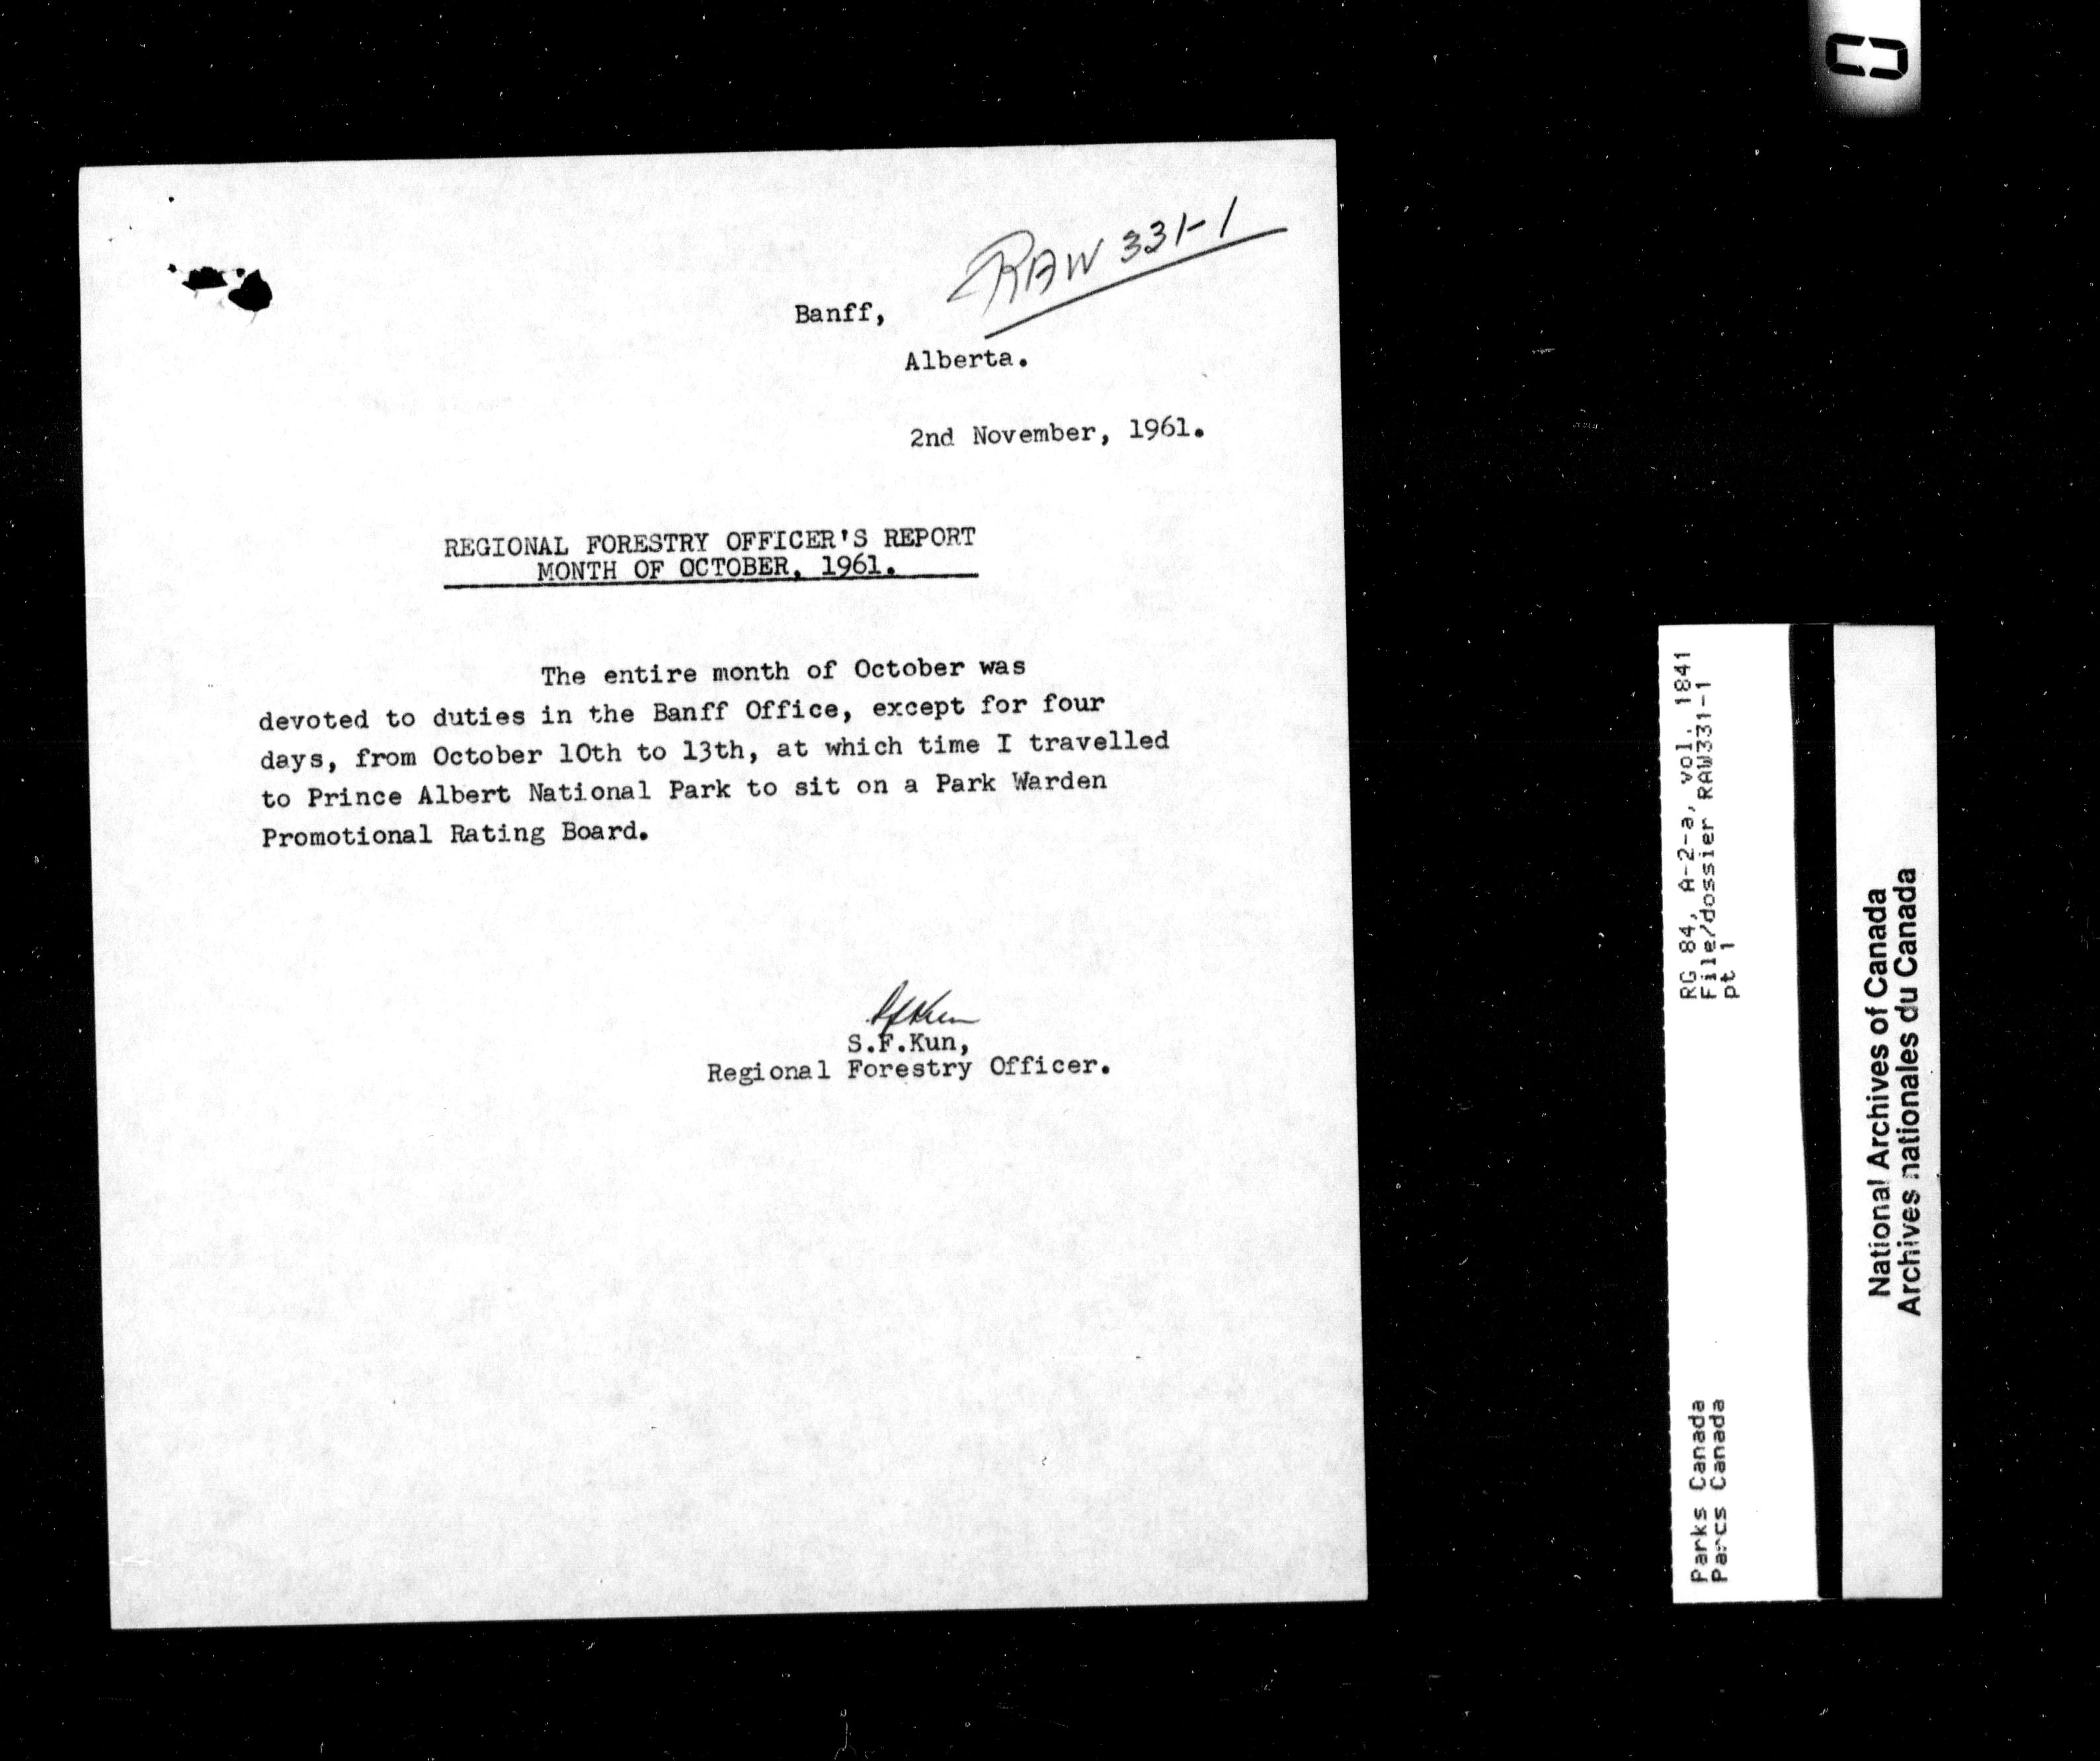 RAW 331-1
Banff,
Alberta.
2nd November, 1961.
REGIONAL FORESTRY OFFICER'S REPORT
MONTH OF OCTOBER, 1961.
The entire month of October was
devoted to duties in the Banff Office, except for four
days, from October 10th to 13th, at which time I travelled
to Prince Albert National Park to sit on a Park Warden
Promotional Rating Board.
SFKun
S.F.Kun,
Regional Forestry Officer.
RG 84, A-2-a, vol. 1841
File/dossier RAW331-1
pt 1
Parks Canada
Parcs Canada
National Archives of Canada
Archives nationales du Canada